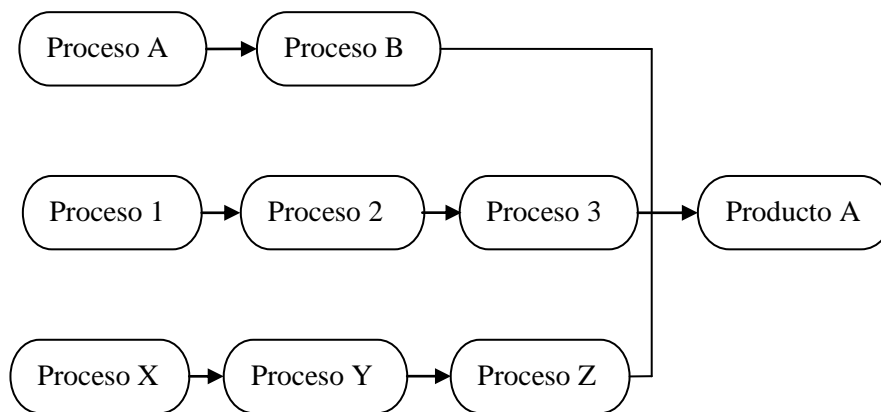 Proceso A
Proceso B
Proceso 1
Proceso 2
Proceso 3
Producto A
Proceso X
Proceso Y
Proceso Z